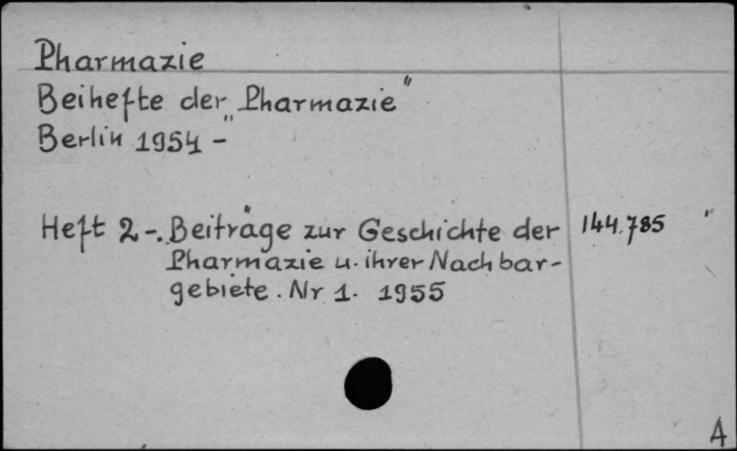 Pharmazie
Beihefte der „Pharmazie"
Berlin 1954 -
Heft 2-. Beiträge zur Geschichte der 144.785
Pharmazie u. ihrer Nachbar-
gebiete. Nr 1. 1955
A